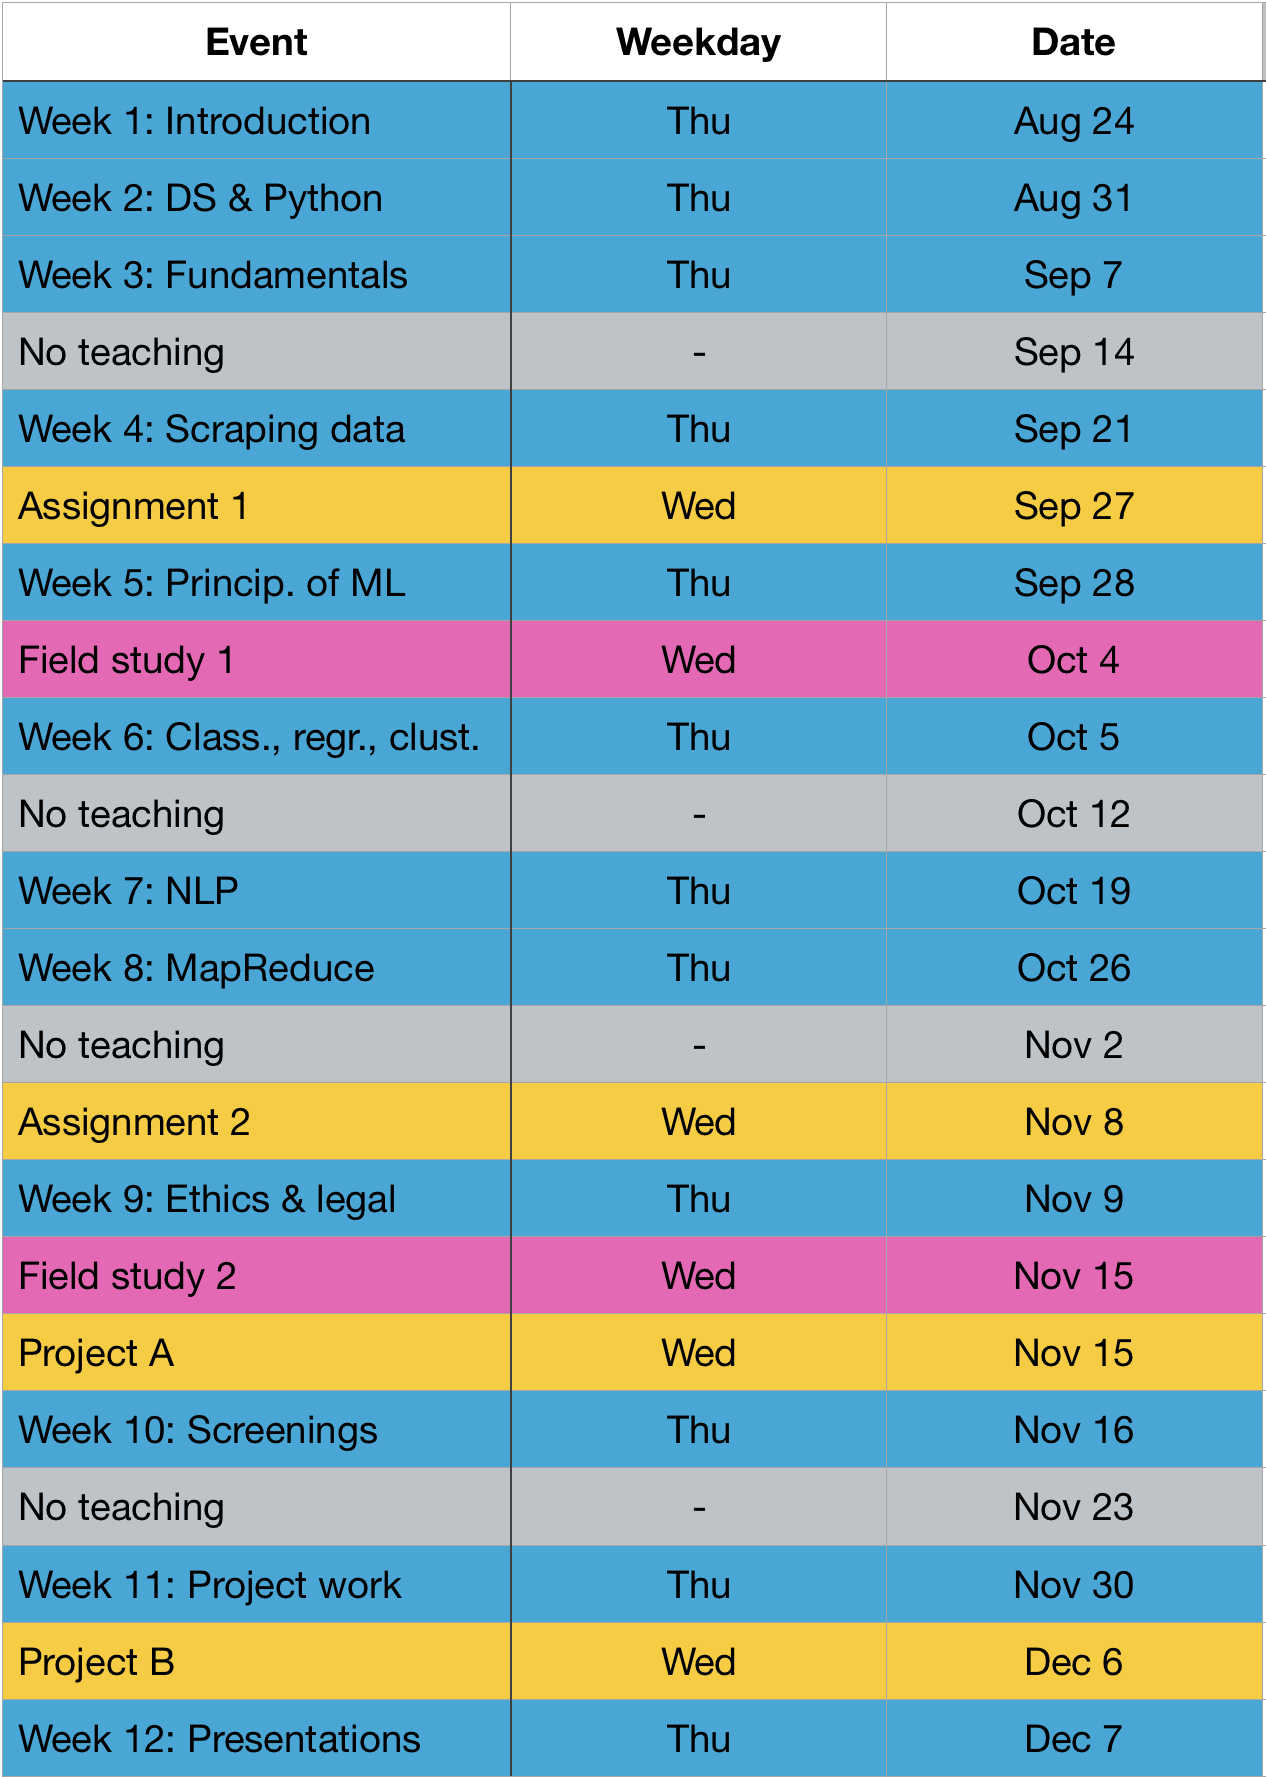 Event Weekday Date
Week 1: Introduction Thu Aug 24
Week 2: DS & Python Thu Aug 31
Week 3: Fundamentals Thu Sep 7
No teaching - Sep 14
Week 4: Scraping data Thu Sep 21
Assignment 1 Wed Sep 27
Week 5: Princip. of ML Thu Sep 28
Field study 1 Wed Oct 4
Week 6: Class., regr., clust. Thu Oct 5
No teaching - Oct 12
Week 7: NLP Thu Oct 19
Week 8: MapReduce Thu Oct 26
No teaching - Nov 2
Assignment 2 Wed Nov 8
Week 9: Ethics & legal Thu Nov 9
Field study 2 Wed Nov 15
Project A Wed Nov 15
Week 10: Screenings Thu Nov 16
No teaching - Nov 23
Week 11: Project work Thu Nov 30
Project B Wed Dec 6
Week 12: Presentations Thu Dec 7